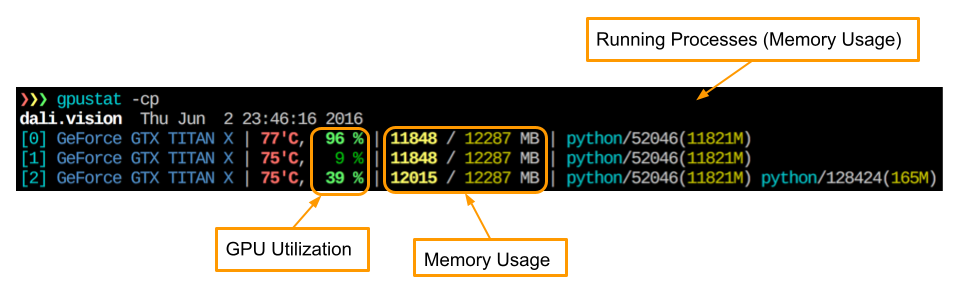 Running Processes (Memory Usage)
❯❯❯ gpustat -cp
dali.vision  Thu Jun  2 23:46:16 2016
[0] GeForce GTX TITAN X | 77'C,  96 % | 11848 / 12287 MB | python/52046(11821M)
[1] GeForce GTX TITAN X | 75'C,   9 % | 11848 / 12287 MB | python/52046(11821M)
[2] GeForce GTX TITAN X | 75'C,  39 % | 12015 / 12287 MB | python/52046(11821M) python/128424(165M)
GPU Utilization
Memory Usage